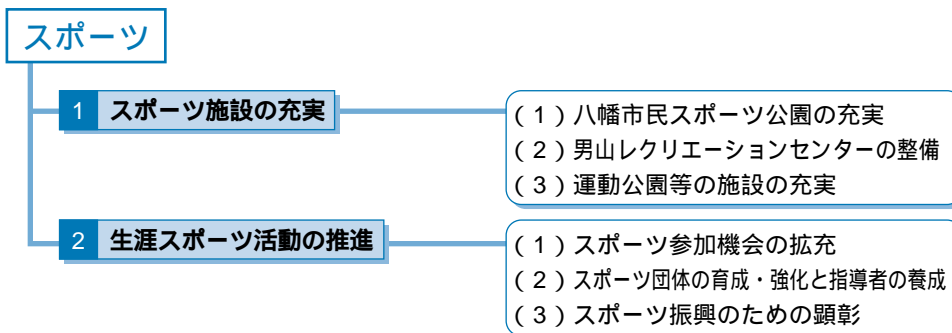 スポーツ
1 スポーツ施設の充実
(1)八幡市民スポーツ公園の充実
(2)男山レクリエーションセンターの整備
(3)運動公園等の施設の充実
2 生涯スポーツ活動の推進
(1)スポーツ参加機会の拡充
(2)スポーツ団体の育成・強化と指導者の養成
(3)スポーツ振興のための顕彰